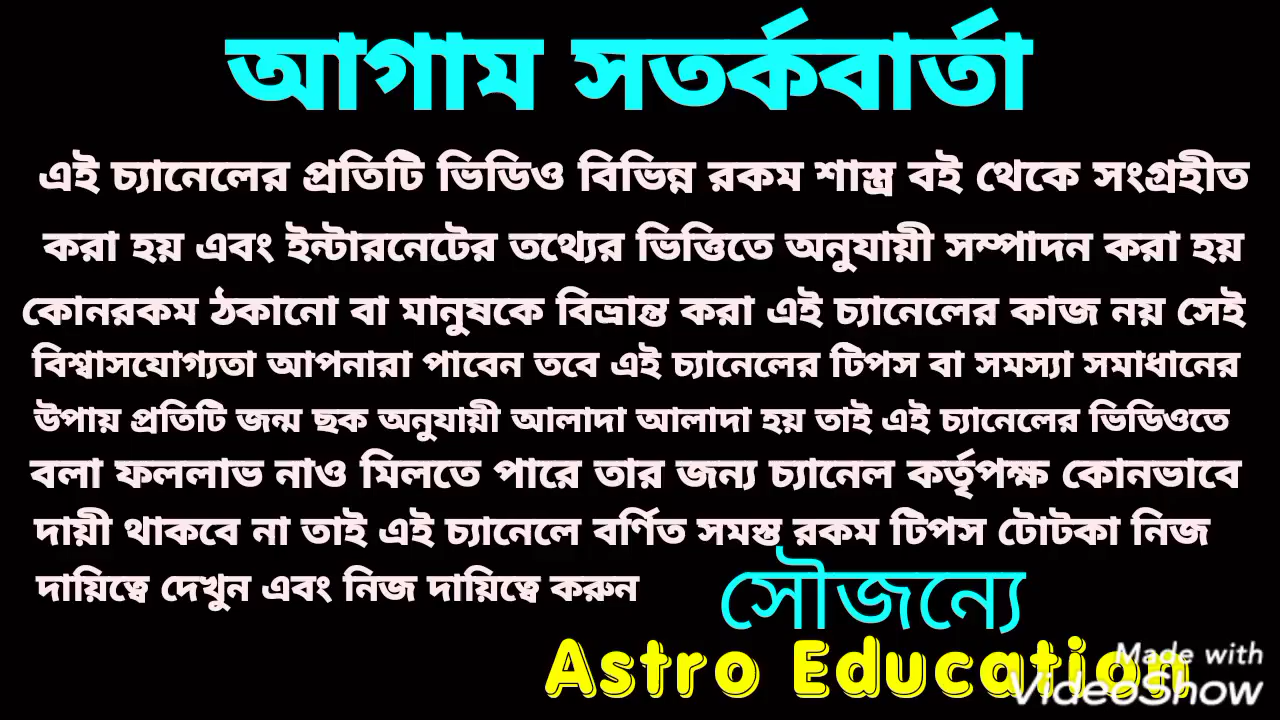 আগাম সতর্কবার্তা
এই চ্যানেলের প্রতিটি ভিডিও বিভিন্ন রকম শাস্ত্র বই থেকে সংগ্রহীত
করা হয় এবং ইন্টারনেটের তথ্যের ভিত্তিতে অনুযায়ী সম্পাদন করা হয়
কোনরকম ঠকানো বা মানুষকে বিভ্রান্ত করা এই চ্যানেলের কাজ নয় সেই
বিশ্বাসযোগ্যতা আপনারা পাবেন তবে এই চ্যানেলের টিপস বা সমস্যা সমাধানের
উপায় প্রতিটি জন্ম ছক অনুযায়ী আলাদা আলাদা হয় তাই এই চ্যানেলের ভিডিওতে
বলা ফললাভ নাও মিলতে পারে তার জন্য চ্যানেল কর্তৃপক্ষ কোনভাবে
দায়ী থাকবে না তাই এই চ্যানেলে বর্ণিত সমস্ত রকম টিপস টোটকা নিজ
দায়িত্বে দেখুন এবং নিজ দায়িত্বে করুন
সৌজন্যে
Astro Education
Made with
VideoShow